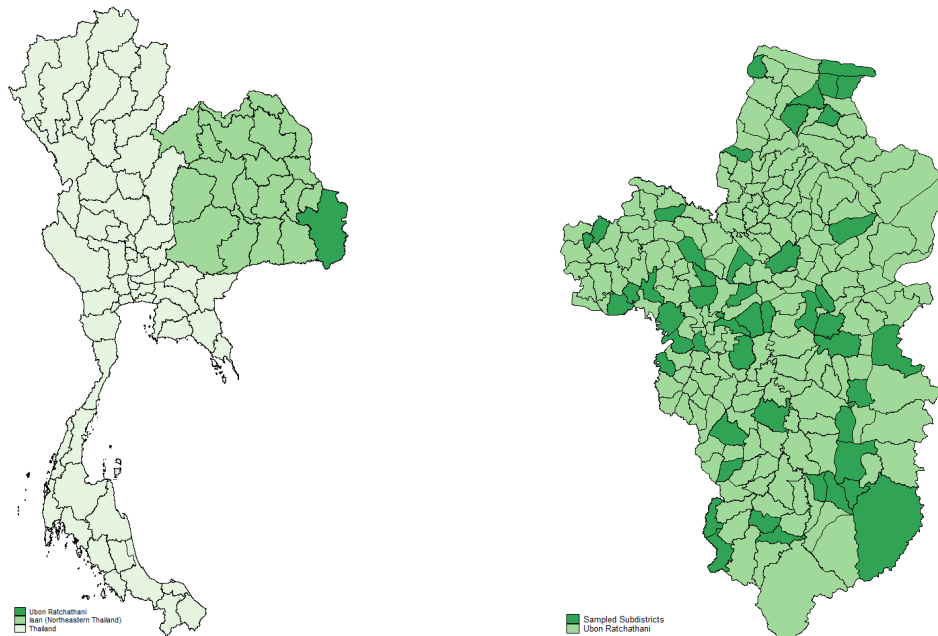 Ubon Ratchathani
Isan (Northeastern Thailand)
Thailand
Sampled Subdistricts
Ubon Ratchathani